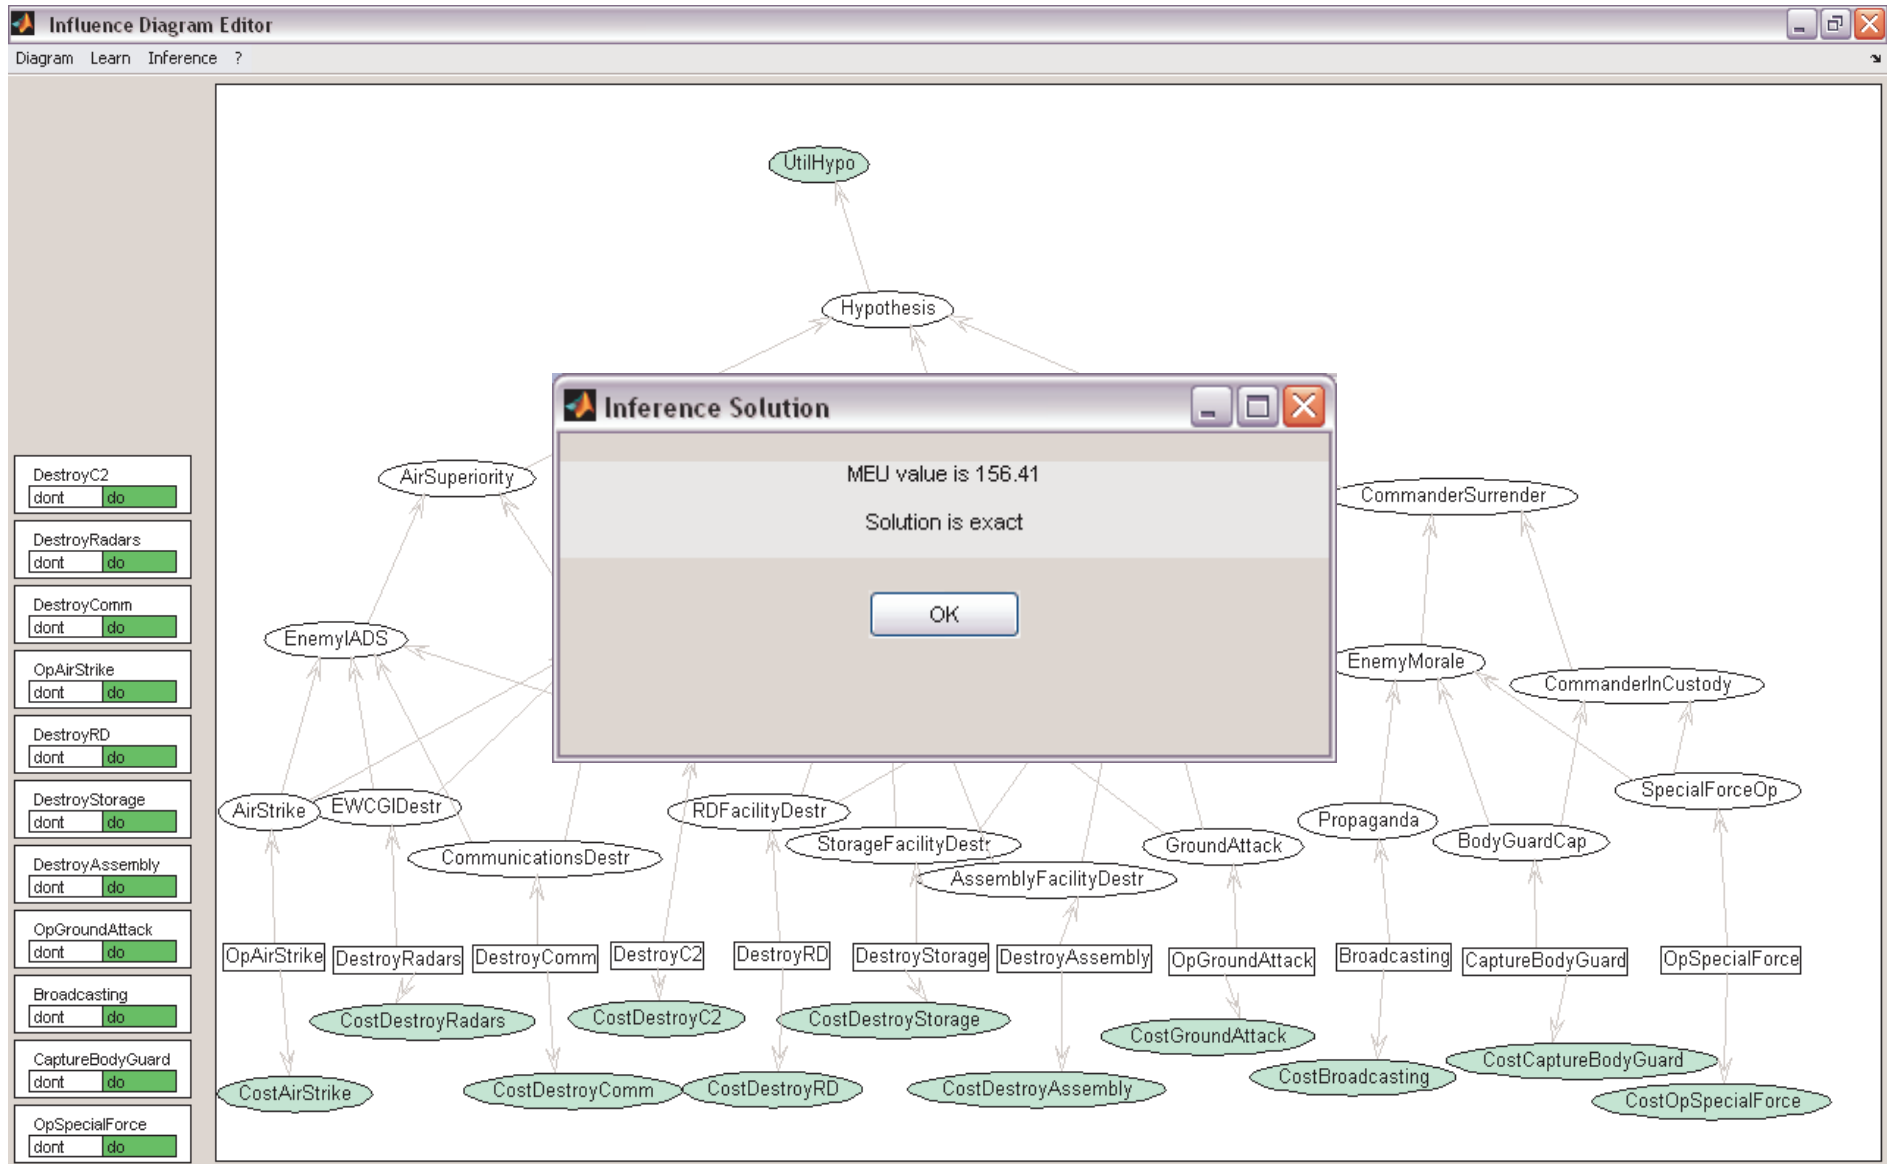 Influence Diagram Editor
Diagram Learn Inference ?
UtilHypo
Hypothesis
Inference Solution
MEU value is 156.41
Solution is exact
OK
AirSuperiority
CommanderSurrender
EnemyIADS
EnemyMorale
CommanderInCustody
AirStrike
EWCGIDestr
CommunicationsDestr
RDFacilityDestr
StorageFacilityDestr
AssemblyFacilityDestr
GroundAttack
Propaganda
BodyGuardCap
SpecialForceOp
OpAirStrike
DestroyRadars
DestroyComm
DestroyC2
DestroyRD
DestroyStorage
DestroyAssembly
OpGroundAttack
Broadcasting
CaptureBodyGuard
OpSpecialForce
CostDestroyRadars
CostDestroyC2
CostDestroyStorage
CostGroundAttack
CostCaptureBodyGuard
CostAirStrike
CostDestroyComm
CostDestroyRD
CostDestroyAssembly
CostBroadcasting
CostOpSpecialForce
DestroyC2
dont do
DestroyRadars
dont do
DestroyComm
dont do
OpAirStrike
dont do
DestroyRD
dont do
DestroyStorage
dont do
DestroyAssembly
dont do
OpGroundAttack
dont do
Broadcasting
dont do
CaptureBodyGuard
dont do
OpSpecialForce
dont do